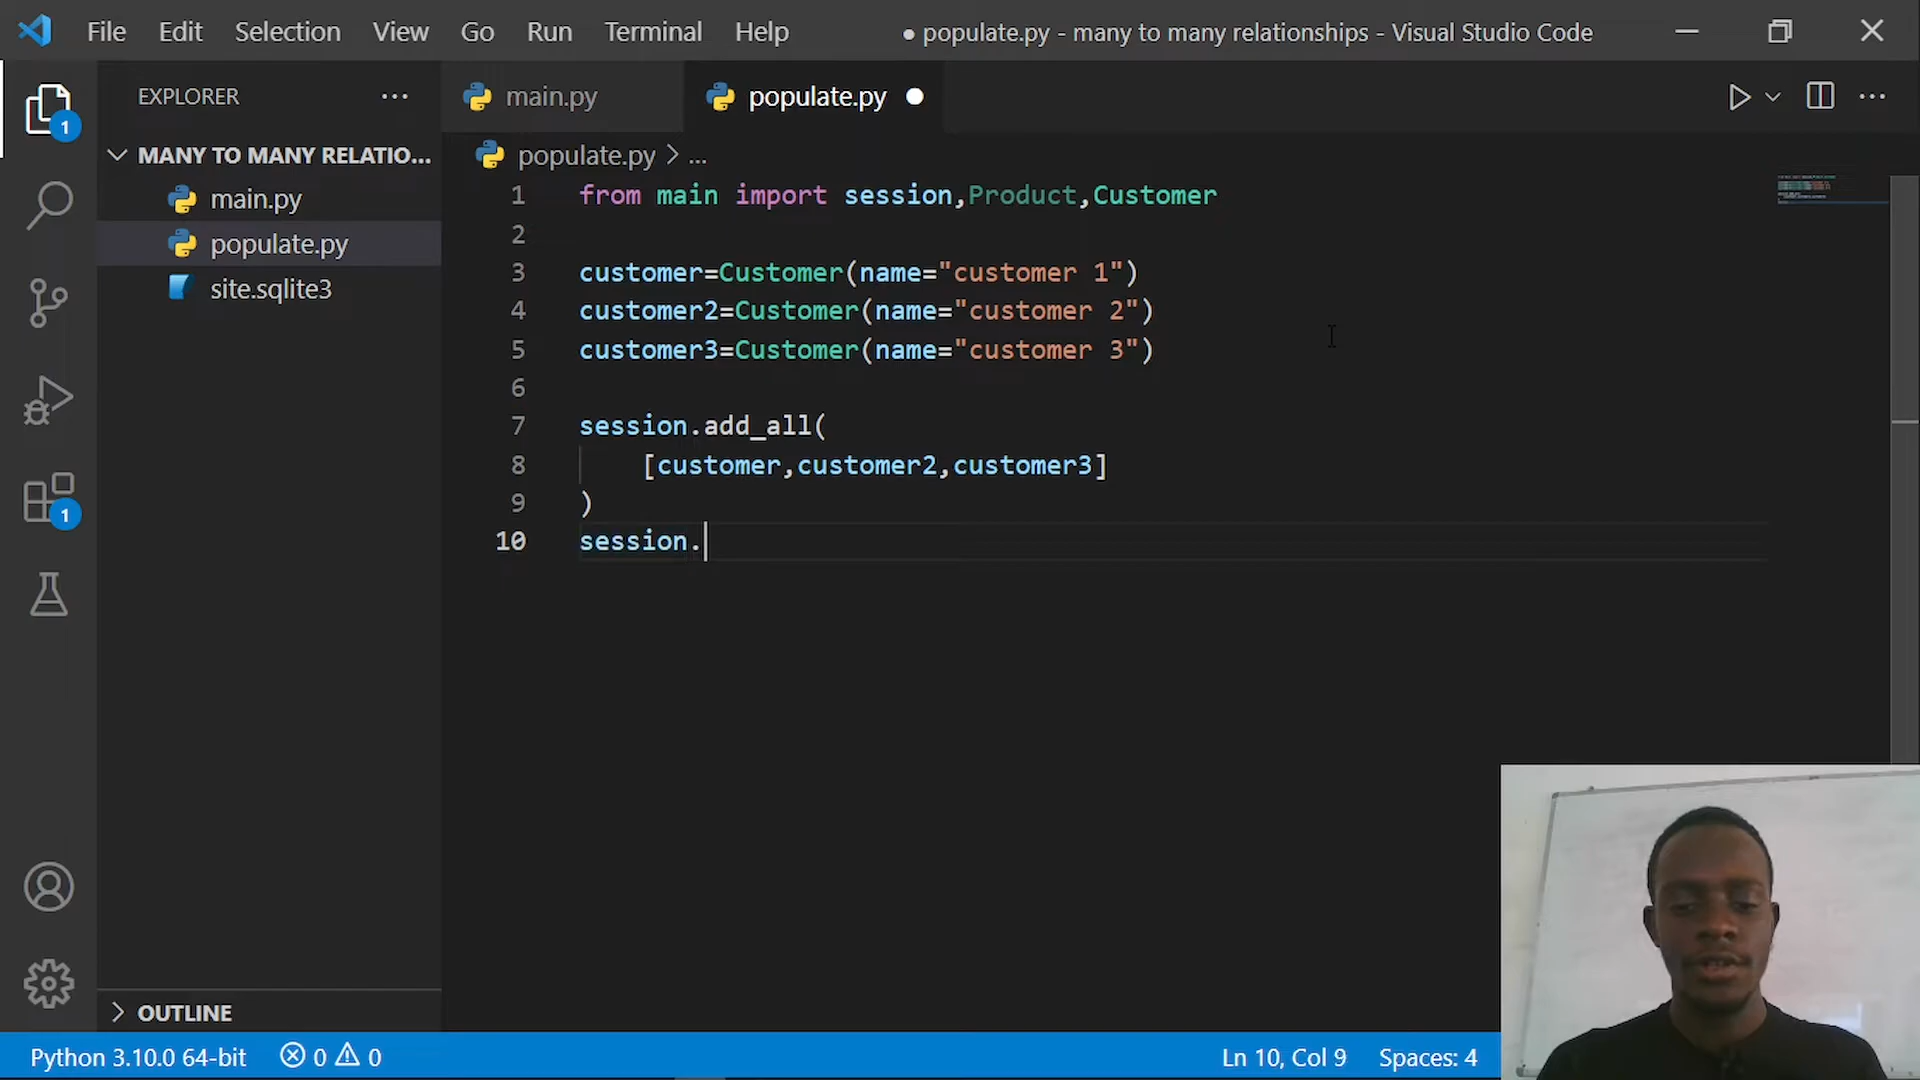 File Edit Selection View Go Run Terminal Help ● populate.py - many to many relationships - Visual Studio Code
EXPLORER ···
main.py
populate.py ●
1
MANY TO MANY RELATIO...
populate.py > ...
main.py
populate.py
site.sqlite3
1 from main import session,Product,Customer
2
3 customer=Customer(name="customer 1")
4 customer2=Customer(name="customer 2")
5 customer3=Customer(name="customer 3")
6
7 session.add_all(
8 [customer,customer2,customer3]
9 )
10 session.
1
OUTLINE
Python 3.10.0 64-bit 0 0 Ln 10, Col 9 Spaces: 4